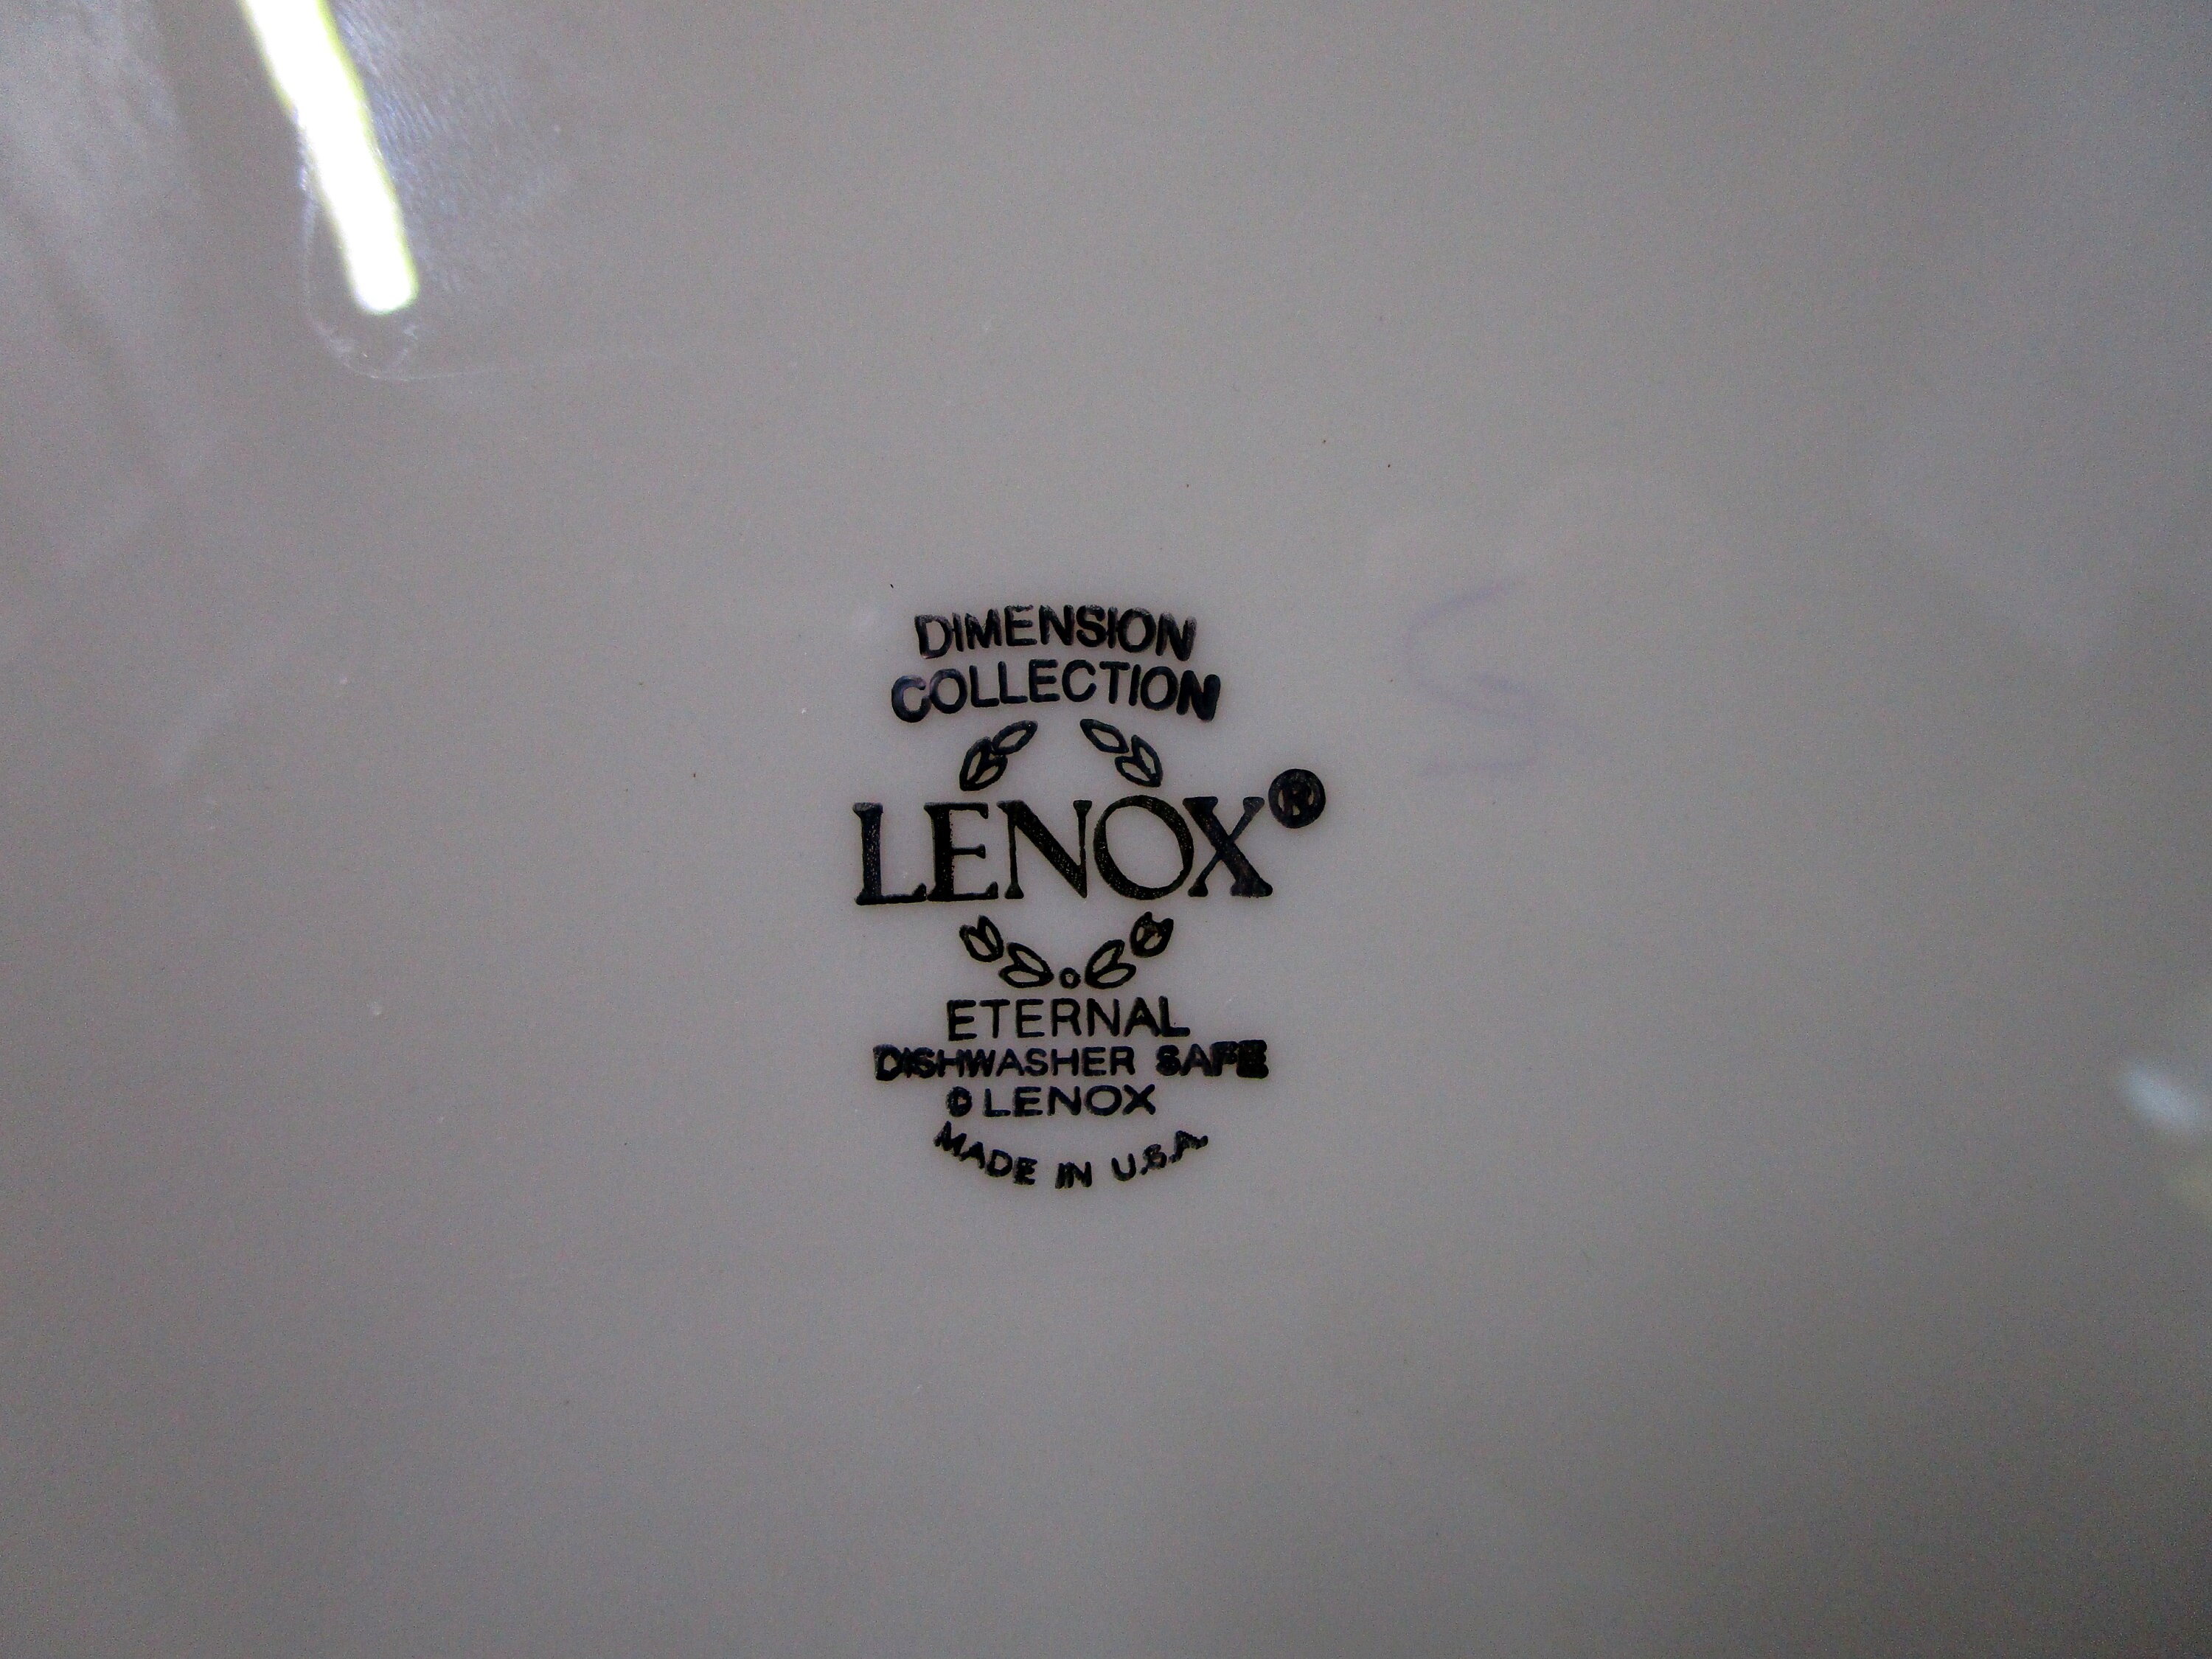 DIMENSION
COLLECTION
LENOX®
ETERNAL
DISHWASHER SAFE
© LENOX
MADE IN U.S.A.